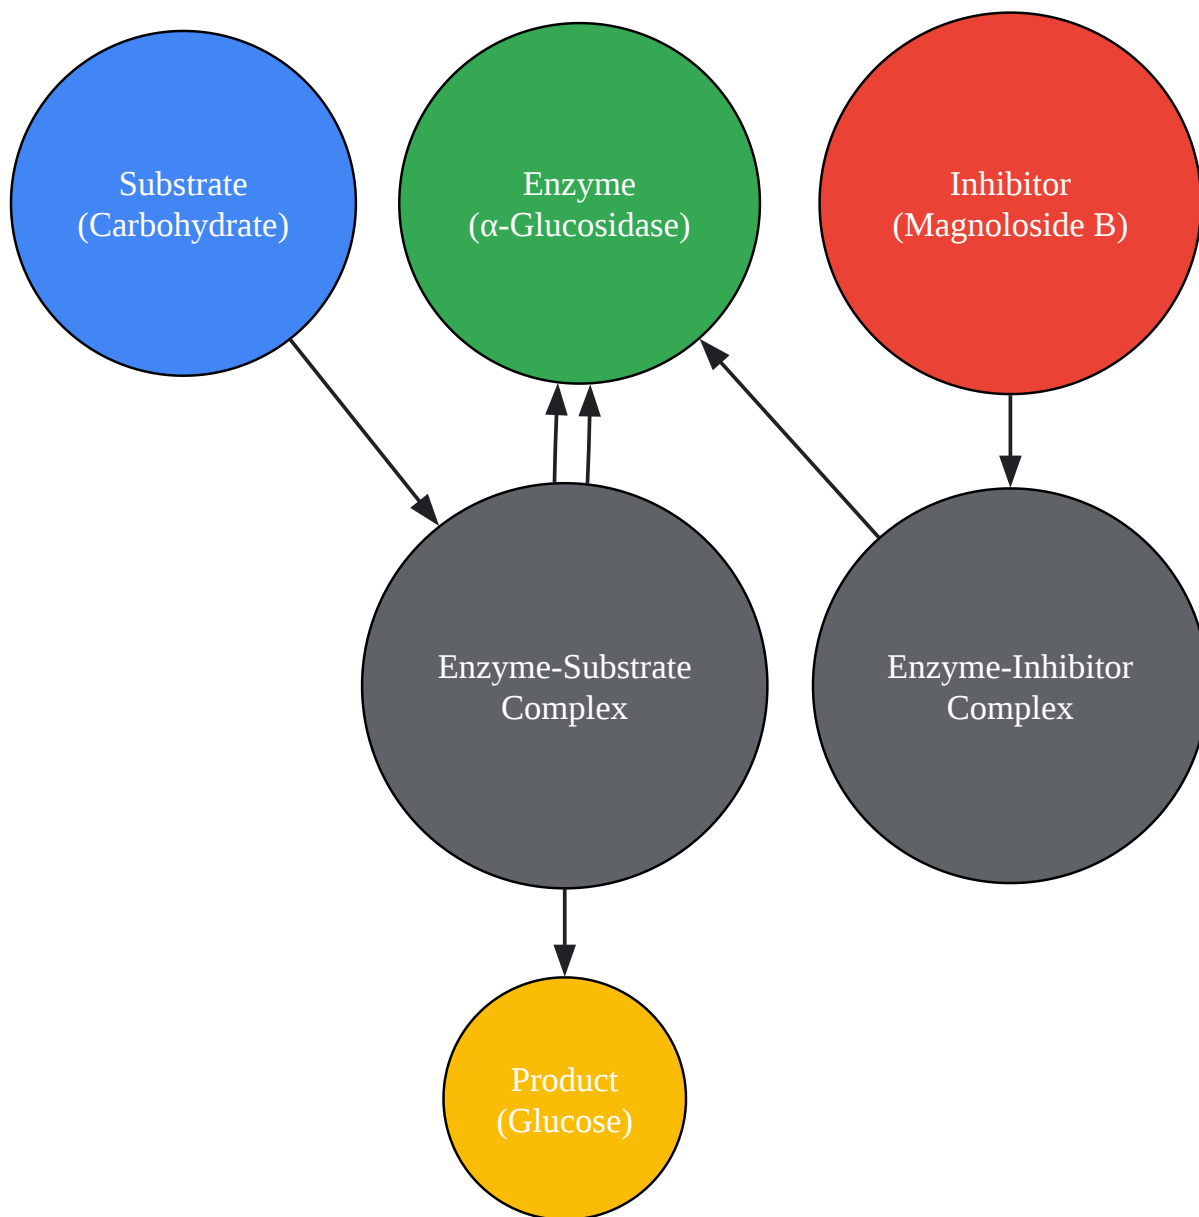 Substrate
(Carbohydrate)
Enzyme
(α-Glucosidase)
Inhibitor
(Magnoloside B)
Enzyme-Substrate
Complex
Enzyme-Inhibitor
Complex
Product
(Glucose)